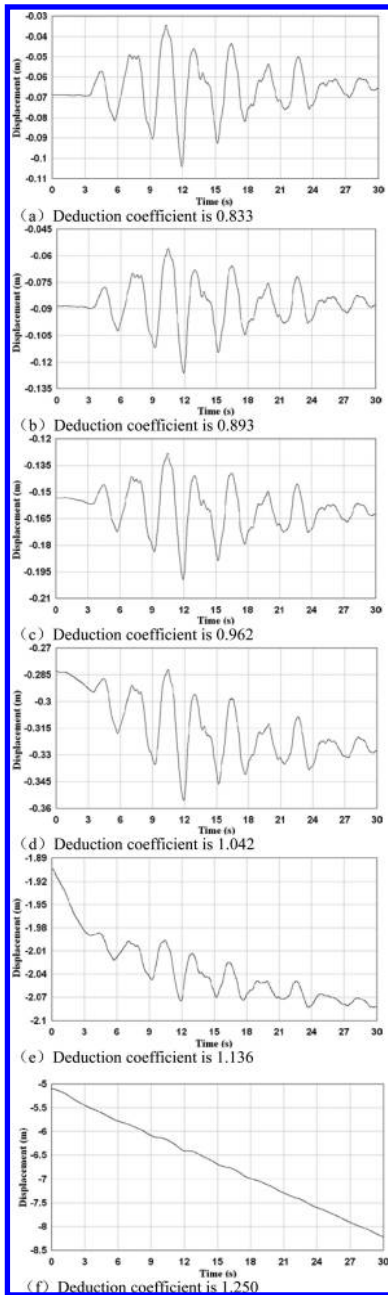 -0.03
-0.04
-0.05
-0.06
-0.07
-0.08
-0.09
-0.1
-0.11
Displacement (m)
0 3 6 9 12 15 18 21 24 27 30
Time (s)
(a) Deduction coefficient is 0.833
-0.045
-0.06
-0.075
-0.09
-0.105
-0.12
-0.135
Displacement (m)
0 3 6 9 12 15 18 21 24 27 30
Time (s)
(b) Deduction coefficient is 0.893
-0.12
-0.135
-0.15
-0.165
-0.18
-0.195
-0.21
Displacement (m)
0 3 6 9 12 15 18 21 24 27 30
Time (s)
(c) Deduction coefficient is 0.962
-0.27
-0.285
-0.3
-0.315
-0.33
-0.345
-0.36
Displacement (m)
0 3 6 9 12 15 18 21 24 27 30
Time (s)
(d) Deduction coefficient is 1.042
-1.89
-1.92
-1.95
-1.98
-2.01
-2.04
-2.07
-2.1
Displacement (m)
0 3 6 9 12 15 18 21 24 27 30
Time (s)
(e) Deduction coefficient is 1.136
-5
-5.5
-6
-6.5
-7
-7.5
-8
-8.5
Displacement (m)
0 3 6 9 12 15 18 21 24 27 30
Time (s)
(f) Deduction coefficient is 1.250